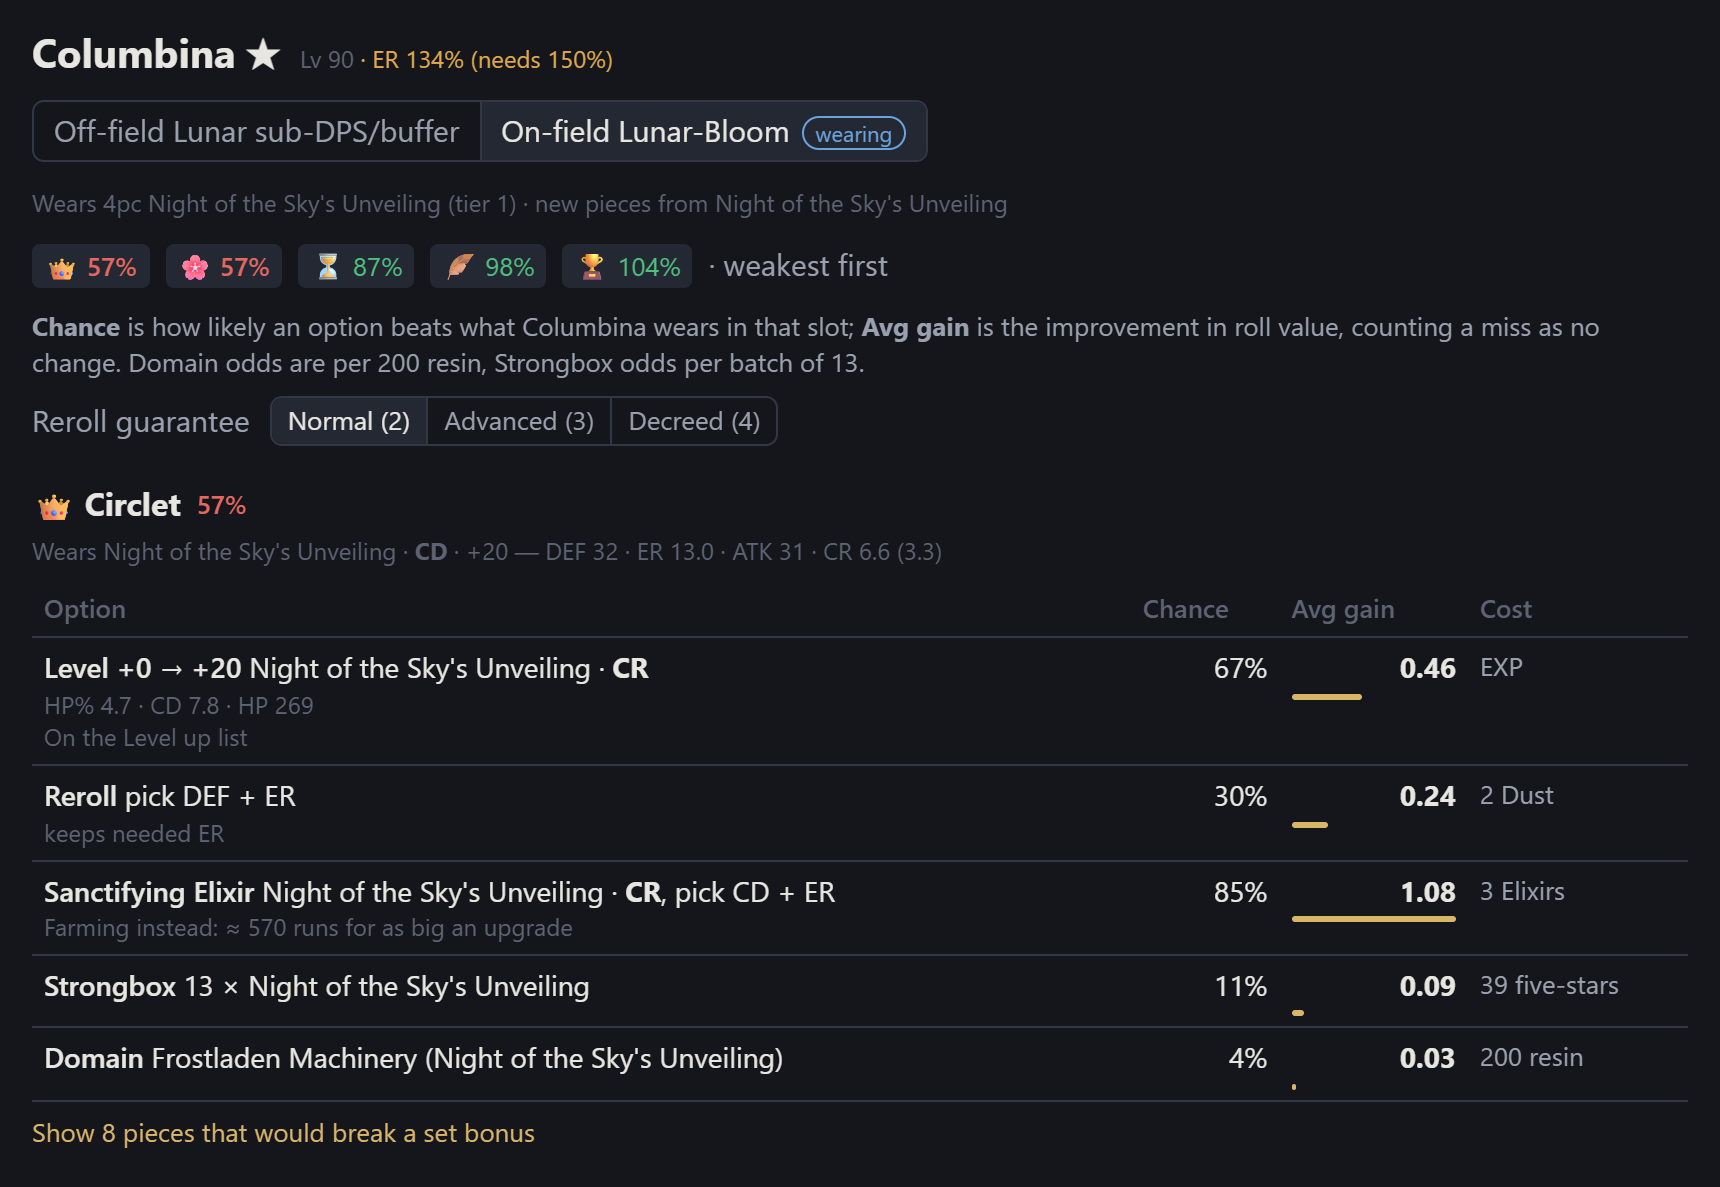 Columbina ★ Lv 90 · ER 134% (needs 150%)
Off-field Lunar sub-DPS/buffer On-field Lunar-Bloom wearing
Wears 4pc Night of the Sky's Unveiling (tier 1) · new pieces from Night of the Sky's Unveiling
57% 57% 87% 98% 104% · weakest first
Chance is how likely an option beats what Columbina wears in that slot; Avg gain is the improvement in roll value, counting a miss as no
change. Domain odds are per 200 resin, Strongbox odds per batch of 13.
Reroll guarantee Normal (2) Advanced (3) Decreed (4)
Circlet 57%
Wears Night of the Sky's Unveiling · CD · +20 — DEF 32 · ER 13.0 · ATK 31 · CR 6.6 (3.3)
Option Chance Avg gain Cost
Level +0 → +20 Night of the Sky's Unveiling · CR 67% 0.46 EXP
HP% 4.7 · CD 7.8 · HP 269
On the Level up list
Reroll pick DEF + ER 30% 0.24 2 Dust
keeps needed ER
Sanctifying Elixir Night of the Sky's Unveiling · CR, pick CD + ER 85% 1.08 3 Elixirs
Farming instead: ≈ 570 runs for as big an upgrade
Strongbox 13 × Night of the Sky's Unveiling 11% 0.09 39 five-stars
Domain Frostladen Machinery (Night of the Sky's Unveiling) 4% 0.03 200 resin
Show 8 pieces that would break a set bonus